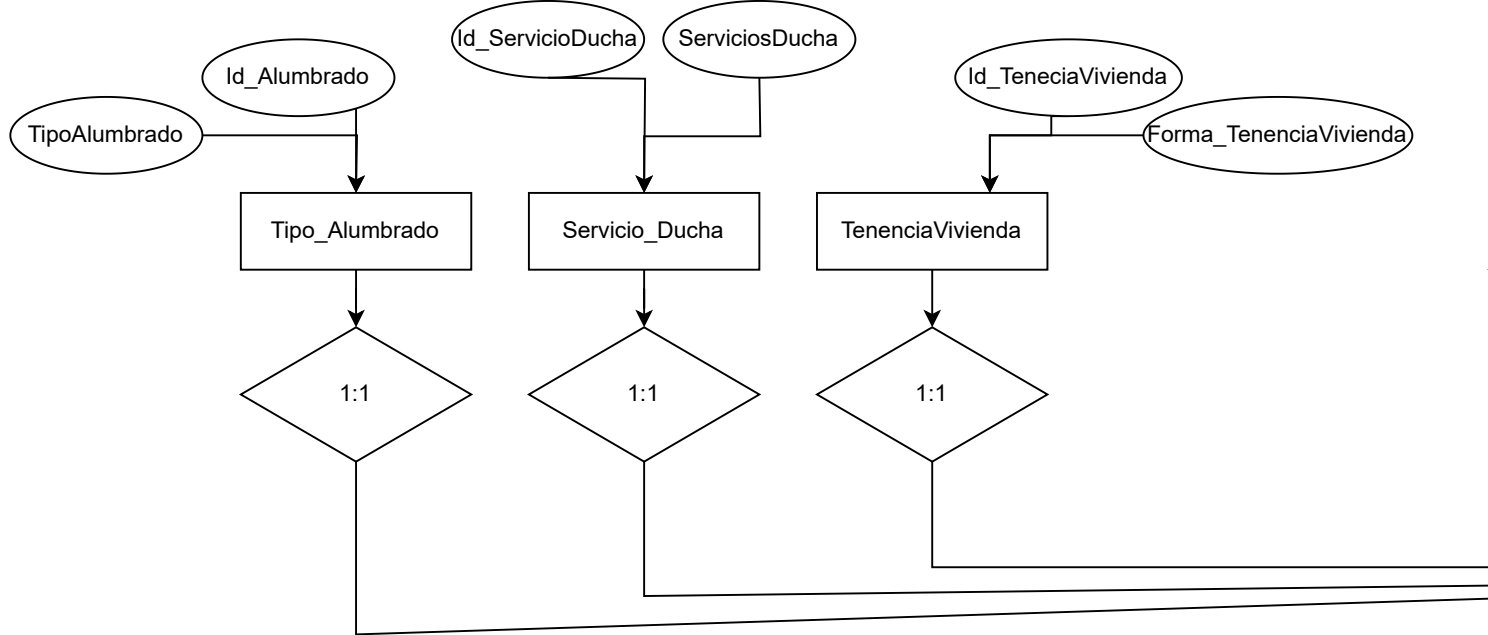 Id_ServicioDucha
ServiciosDucha
Id_Alumbrado
Id_TeneciaVivienda
TipoAlumbrado
Forma_TenenciaVivienda
Tipo_Alumbrado
Servicio_Ducha
TenenciaVivienda
1:1
1:1
1:1